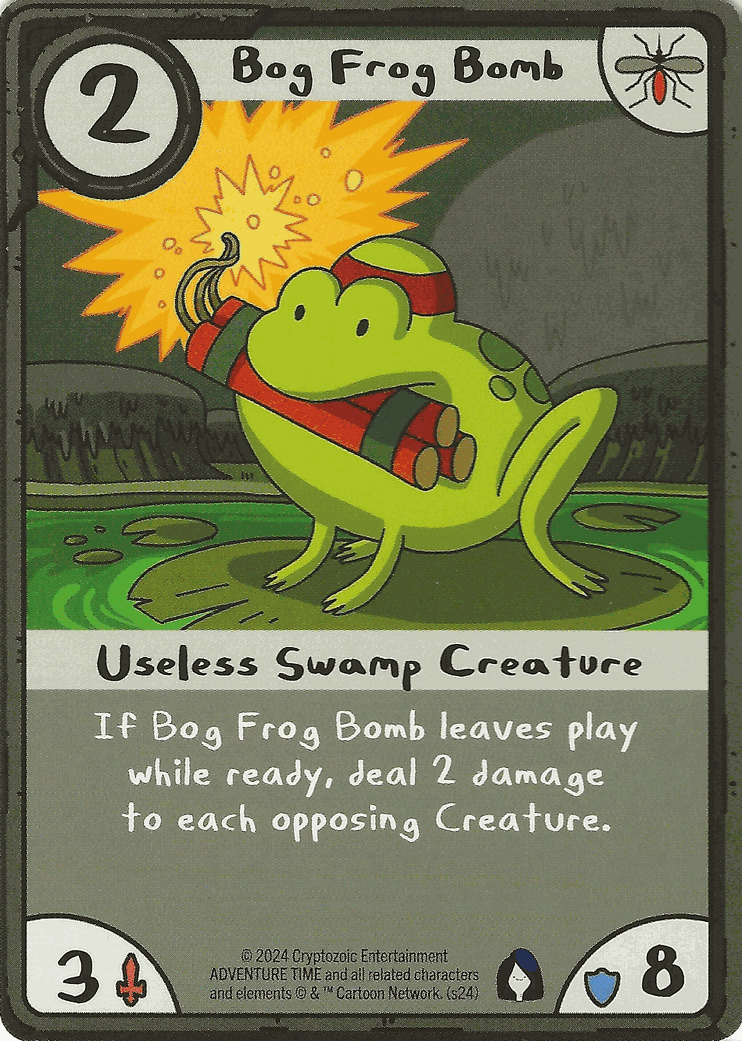 2
Bog Frog Bomb
Useless Swamp Creature
If Bog Frog Bomb leaves play
while ready, deal 2 damage
to each opposing Creature.
3
© 2024 Cryptozoic Entertainment
ADVENTURE TIME and all related characters
and elements © & ™ Cartoon Network. (s24)
8